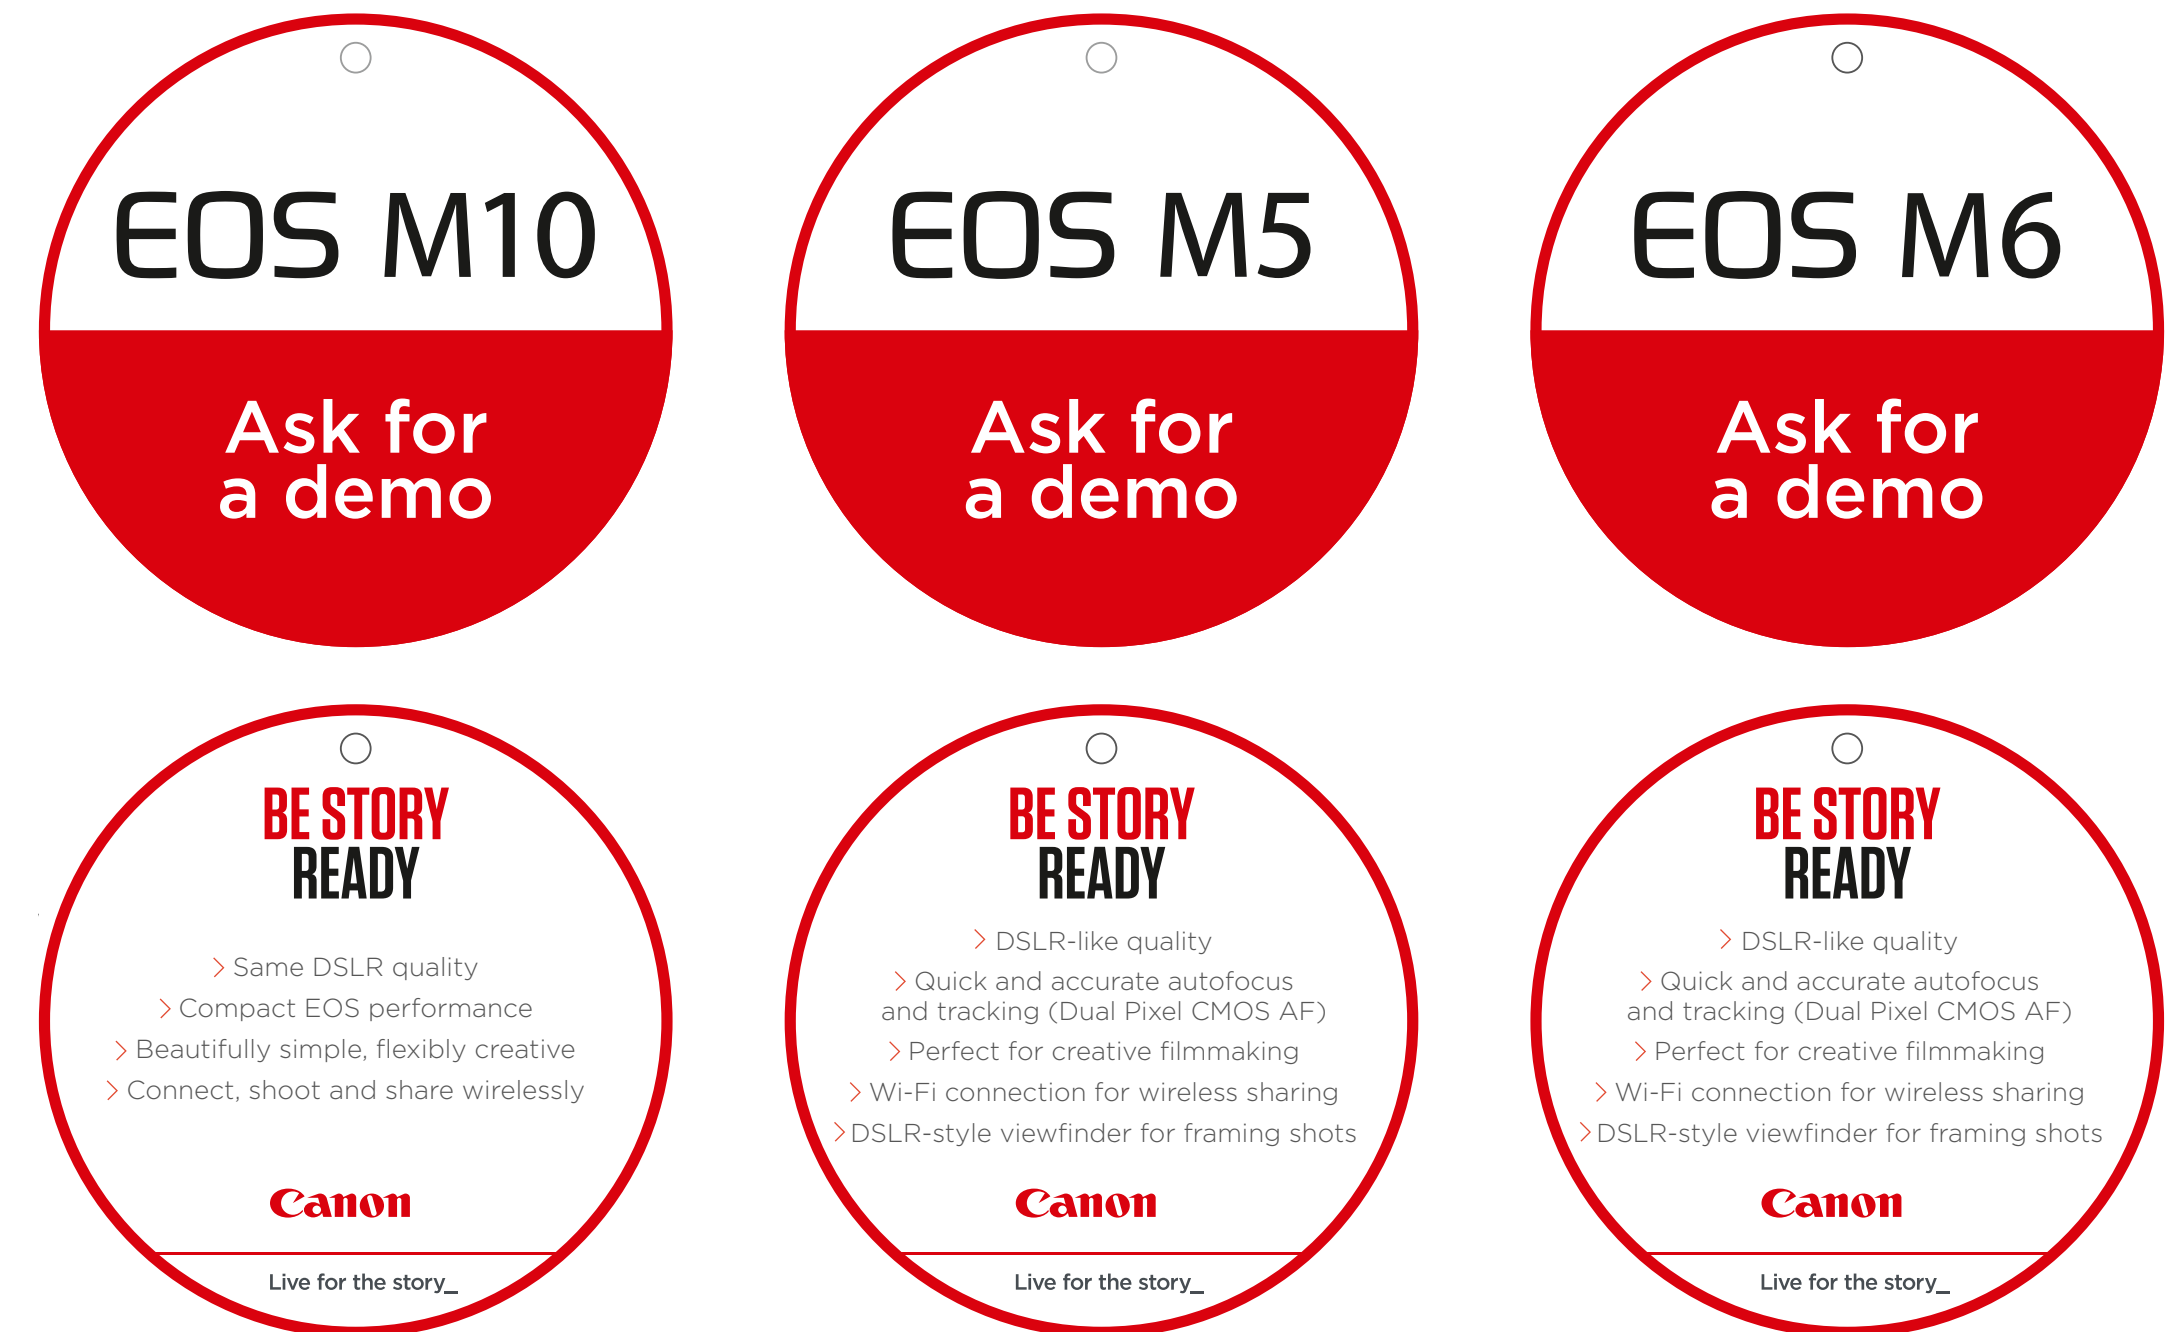 EOS M10
Ask for
a demo
EOS M5
Ask for
a demo
EOS M6
Ask for
a demo
BE STORY
READY
> Same DSLR quality
> Compact EOS performance
> Beautifully simple, flexibly creative
> Connect, shoot and share wirelessly
Canon
Live for the story_
BE STORY
READY
> DSLR-like quality
> Quick and accurate autofocus
and tracking (Dual Pixel CMOS AF)
> Perfect for creative filmmaking
> Wi-Fi connection for wireless sharing
> DSLR-style viewfinder for framing shots
Canon
Live for the story_
BE STORY
READY
> DSLR-like quality
> Quick and accurate autofocus
and tracking (Dual Pixel CMOS AF)
> Perfect for creative filmmaking
> Wi-Fi connection for wireless sharing
> DSLR-style viewfinder for framing shots
Canon
Live for the story_